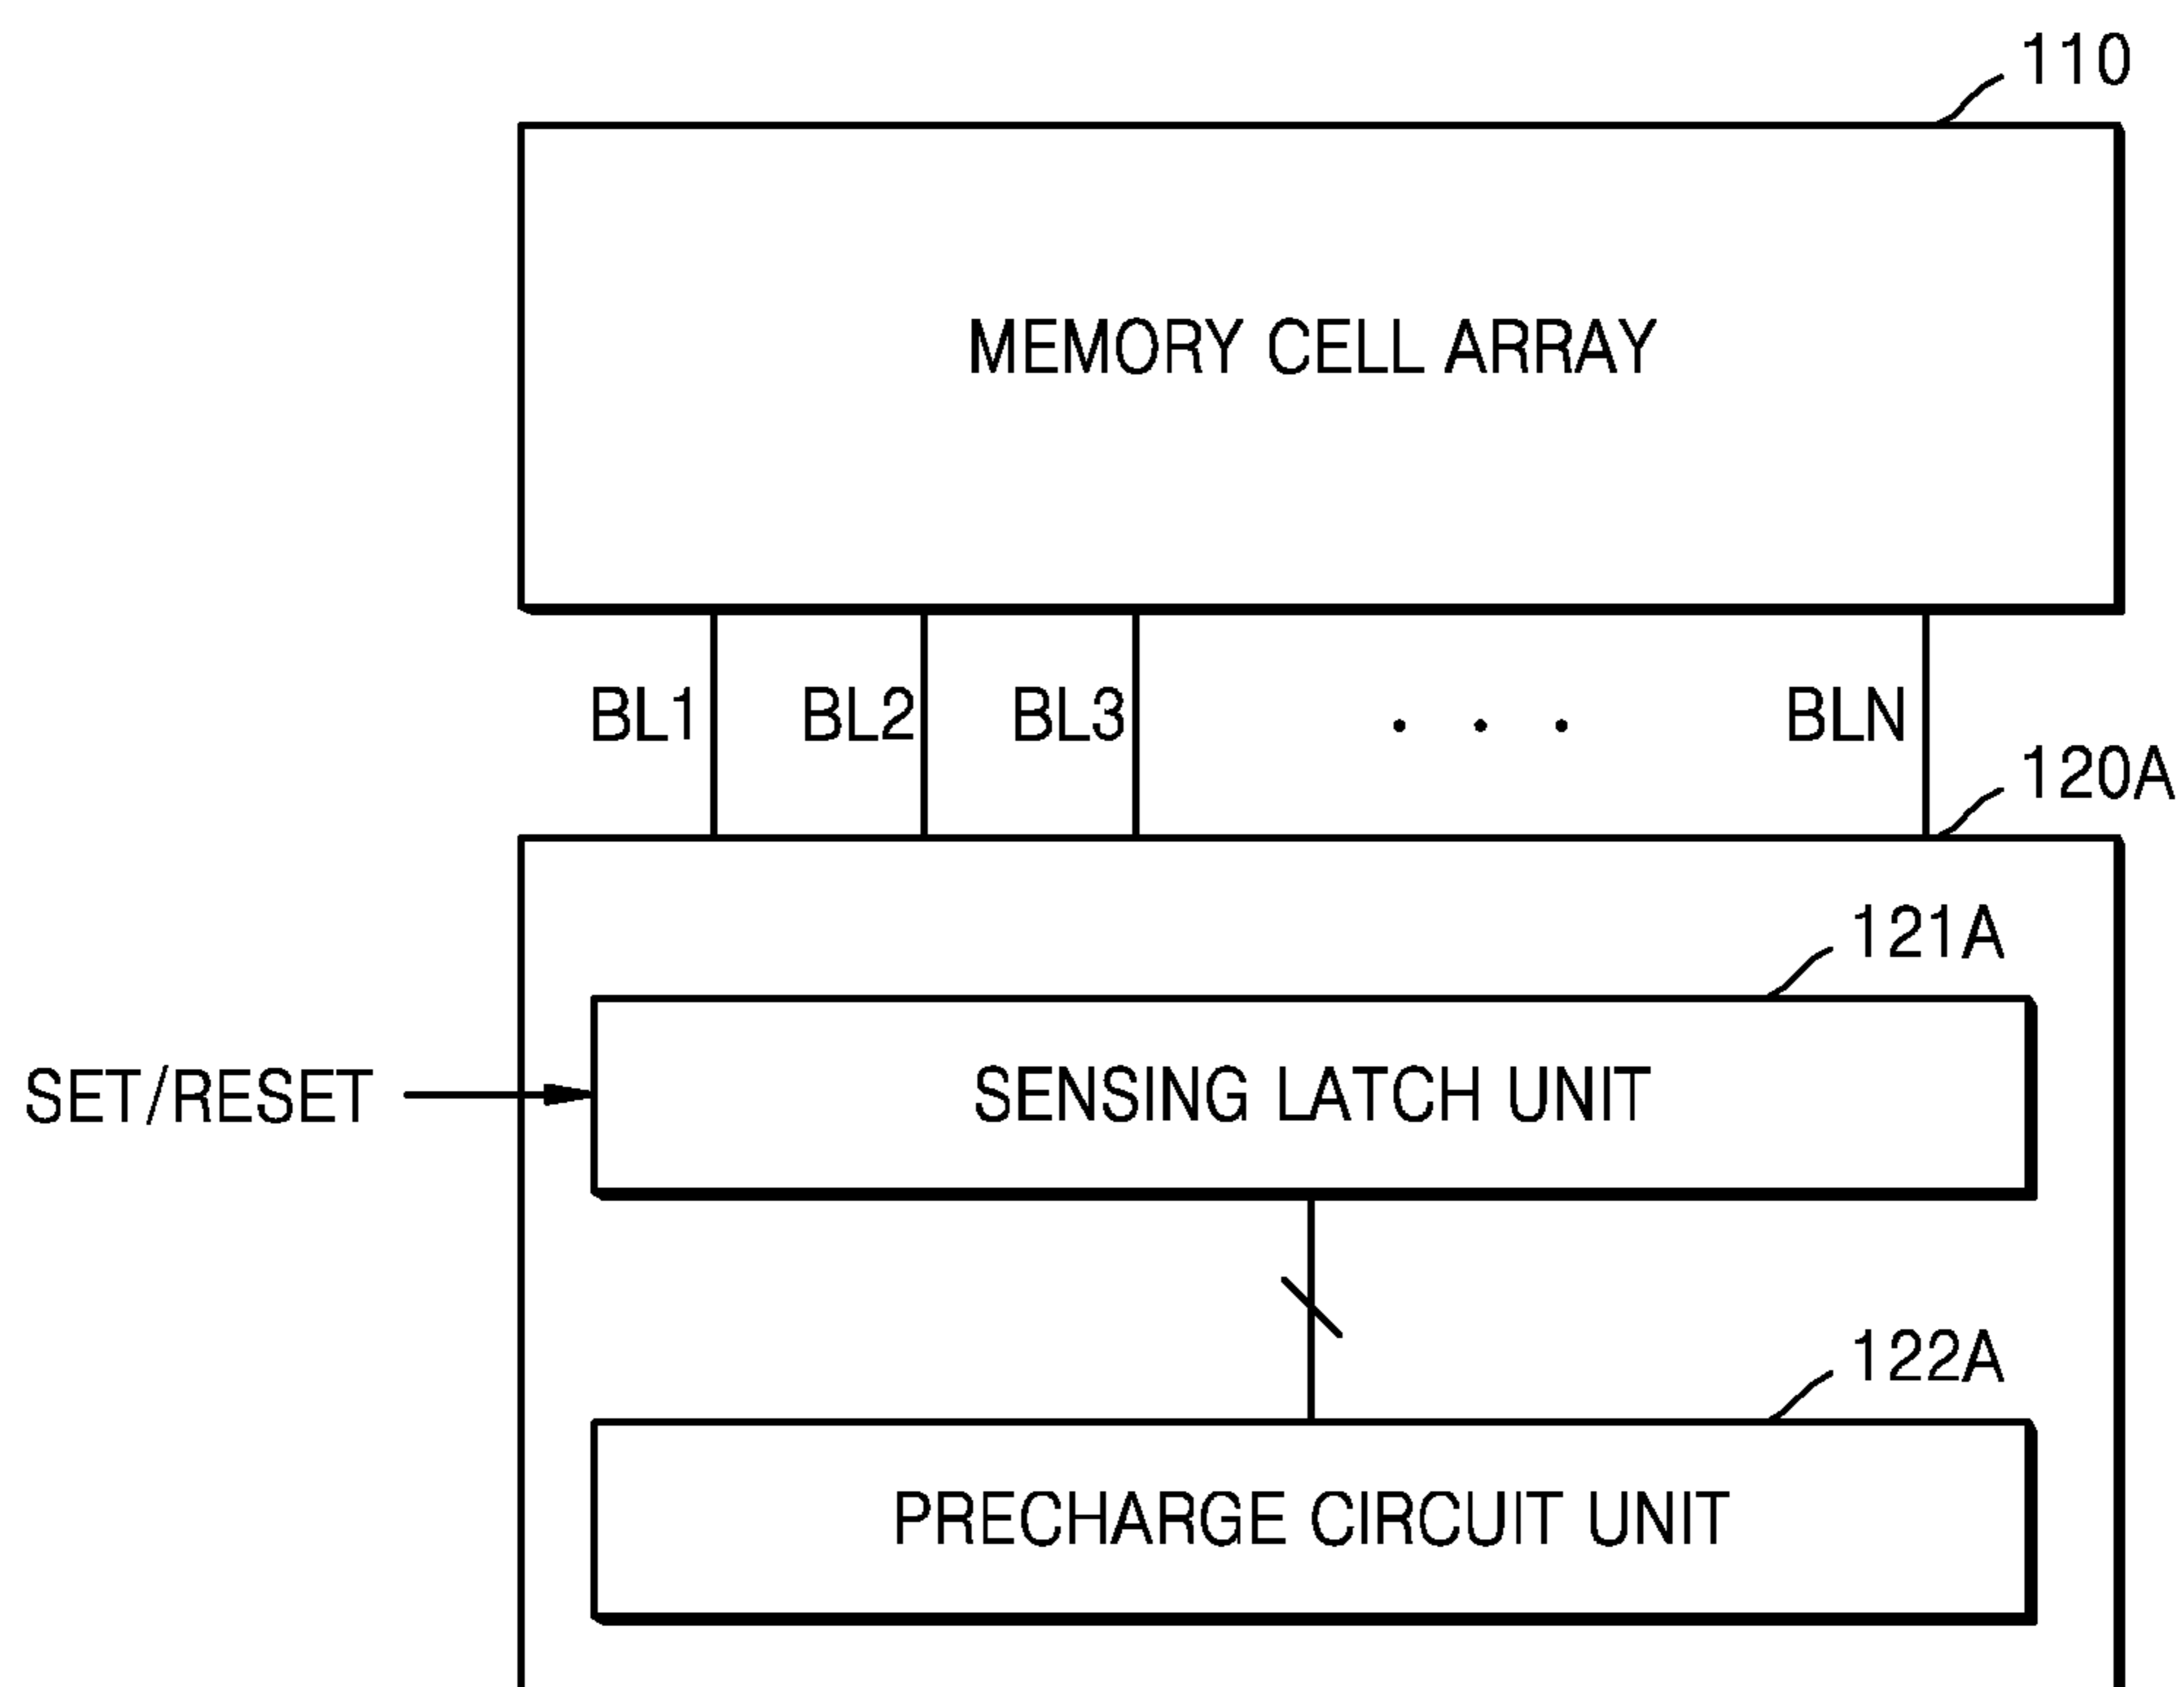 110
MEMORY CELL ARRAY
BL1 BL2 BL3 . . . BLN
120A
121A
SET/RESET
SENSING LATCH UNIT
122A
PRECHARGE CIRCUIT UNIT